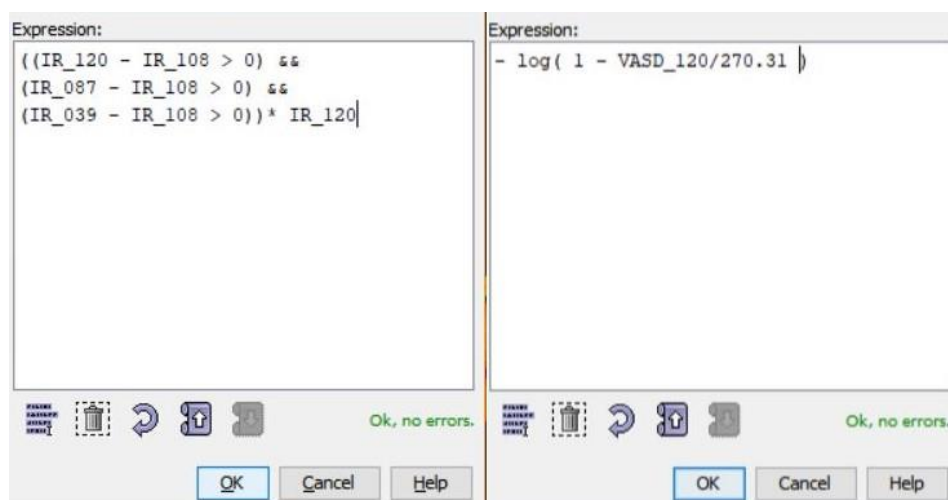 Expression:
((IR_120 - IR_108 > 0) &&
(IR_087 - IR_108 > 0) &&
(IR_039 - IR_108 > 0))* IR_120
Ok, no errors.
OK Cancel Help
Expression:
- log( 1 - VASD_120/270.31 )
Ok, no errors.
OK Cancel Help